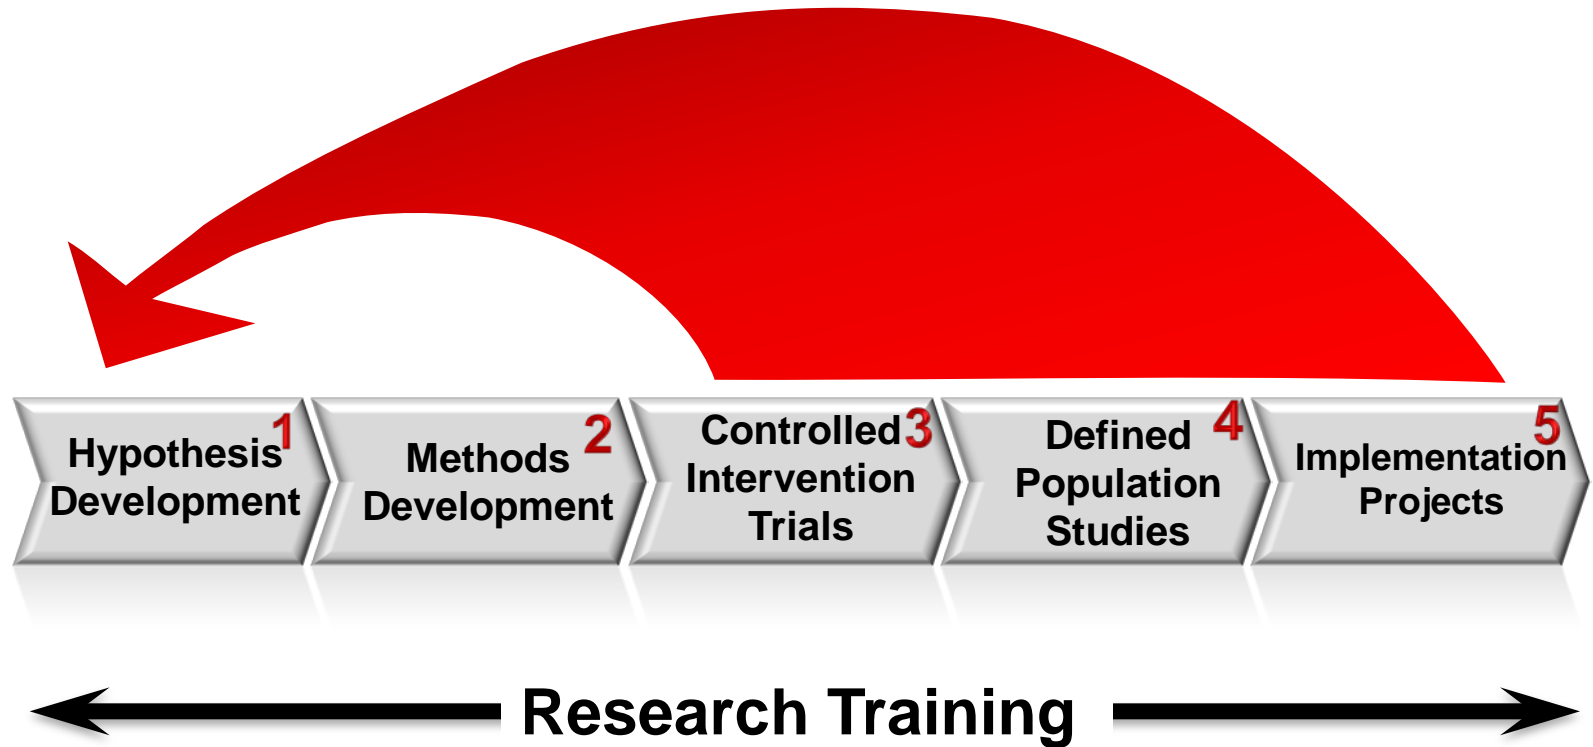 Hypothesis 1
Development
Methods 2
Development
Controlled 3
Intervention
Trials
Defined 4
Population
Studies
5
Implementation
Projects
Research Training